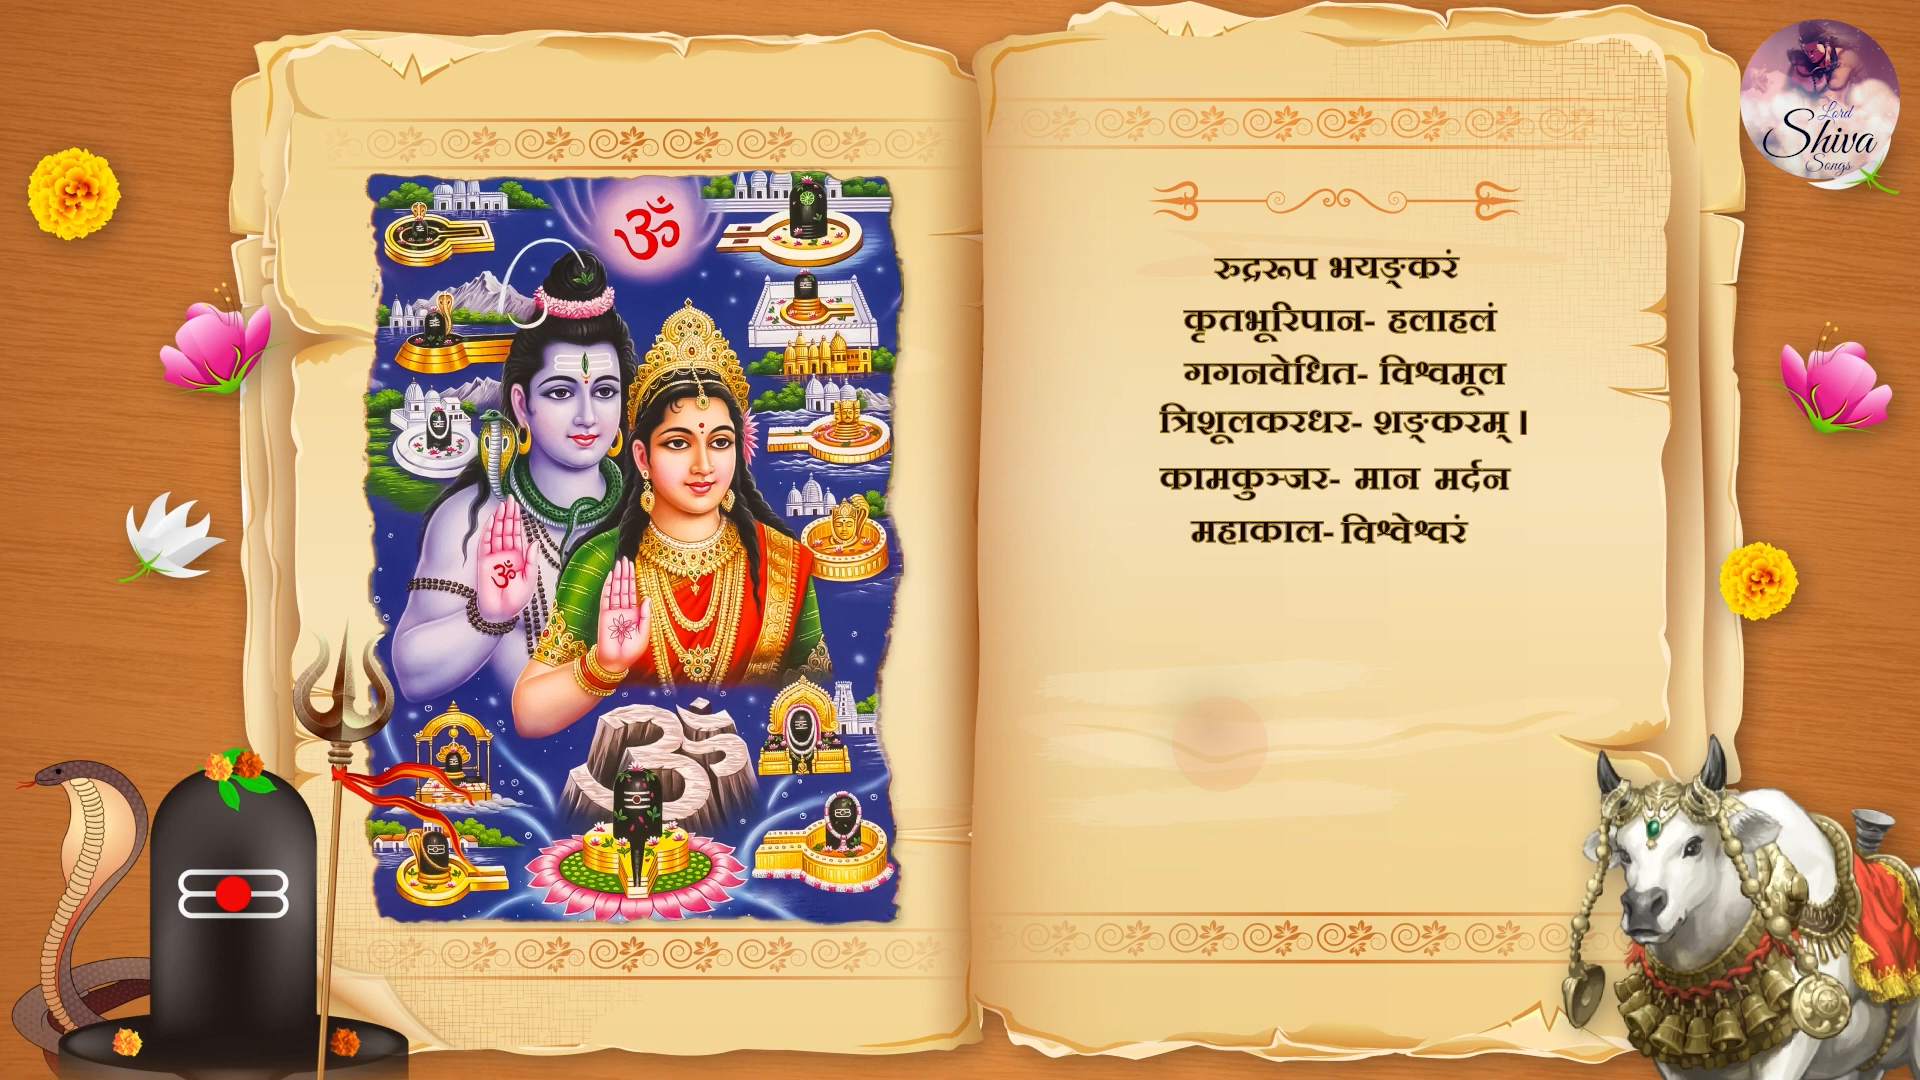 ॐ
ॐ
ॐ
रुद्ररूप भयङ्करं
कृतभूरिपान- हलाहलं
गगनवेधित- विश्वमूल
त्रिशूलकरधर- शङ्करम् ।
कामकुञ्जर- मान मर्दन
महाकाल- विश्वेश्वरं
Lord
Shiva
Songs